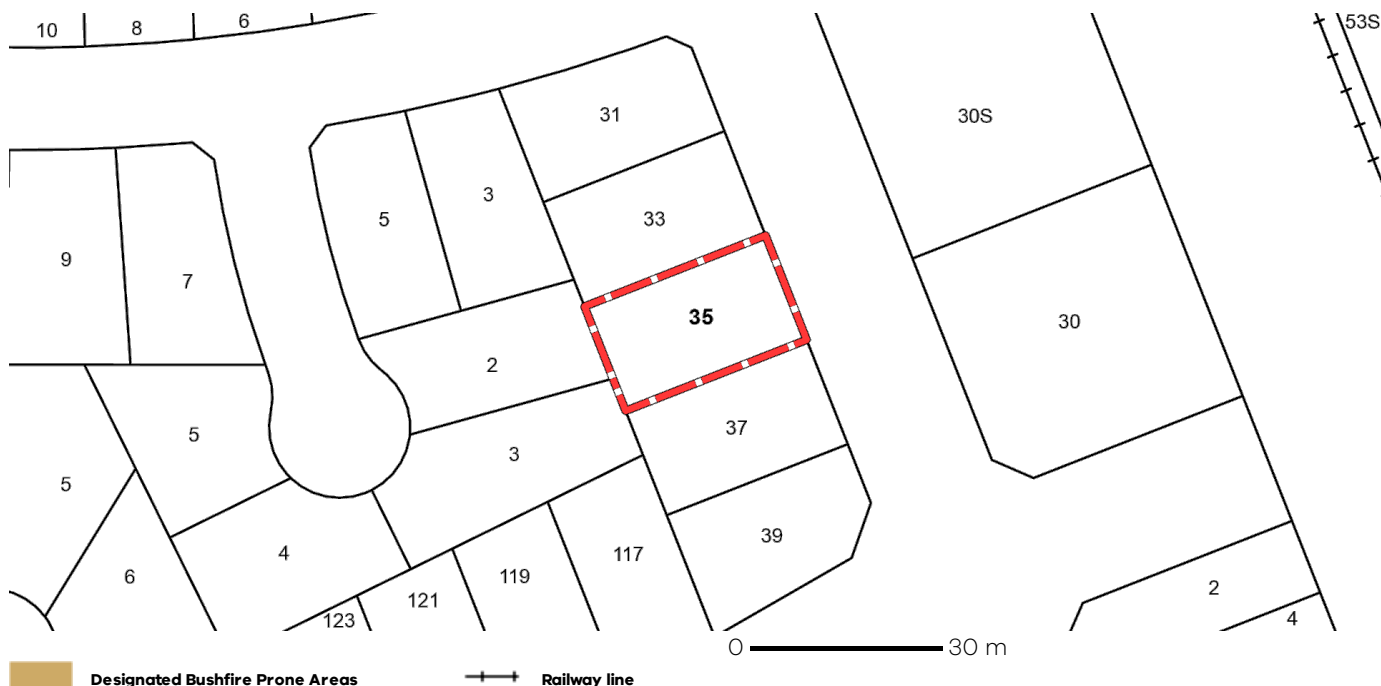 10 8 6 53S
31 30S
3 5 33
9 7 35 30
2
5 3 37
5 39
4 117
6 119 2
121 123 4
0 30 m
Designated Bushfire Prone Areas Railway line